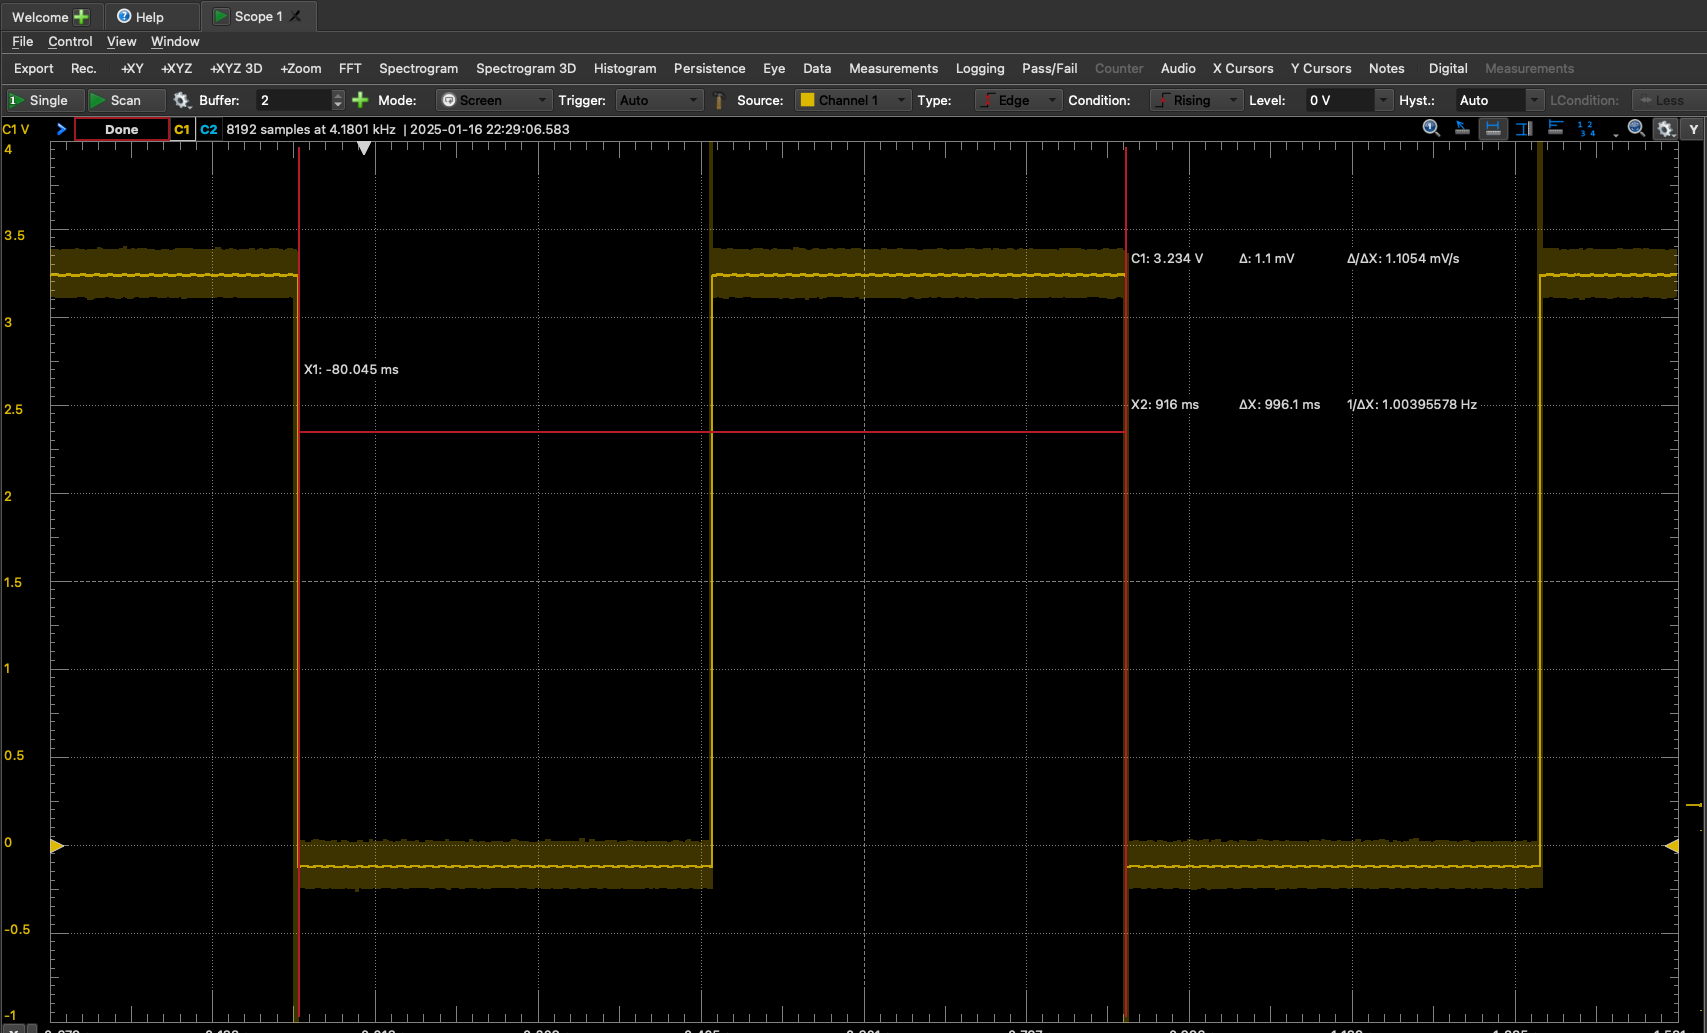 Welcome Help Scope 1
File Control View Window
Export Rec. +XY +XYZ +XYZ 3D +Zoom FFT Spectrogram Spectrogram 3D Histogram Persistence Eye Data Measurements Logging Pass/Fail Counter Audio X Cursors Y Cursors Notes Digital Measurements
Single Scan Buffer: 2 Mode: Screen Trigger: Auto Source: Channel 1 Type: Edge Condition: Rising Level: 0 V Hyst.: Auto LCondition: Less
C1 V Done C1 C2 8192 samples at 4.1801 kHz | 2025-01-16 22:29:06.583 Y
4
3.5
C1: 3.234 V Δ: 1.1 mV Δ/ΔX: 1.1054 mV/s
3
X1: -80.045 ms
X2: 916 ms ΔX: 996.1 ms 1/ΔX: 1.00395578 Hz
2.5
2
1.5
1
0.5
0
-0.5
-1